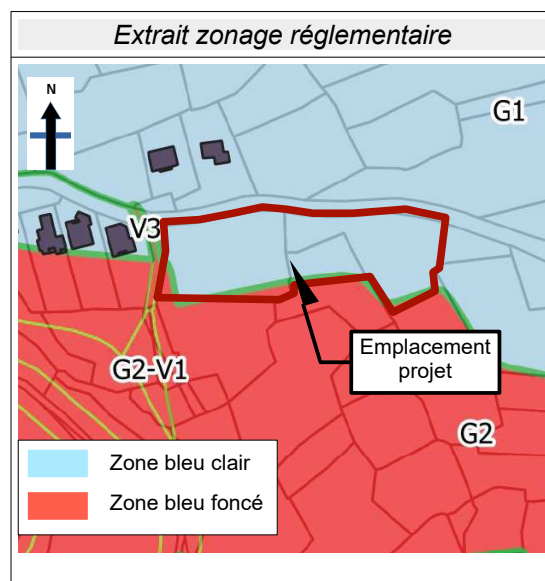 Extrait zonage réglementaire
N
G1
V3
Emplacement
projet
G2-V1
G2
Zone bleu clair
Zone bleu foncé